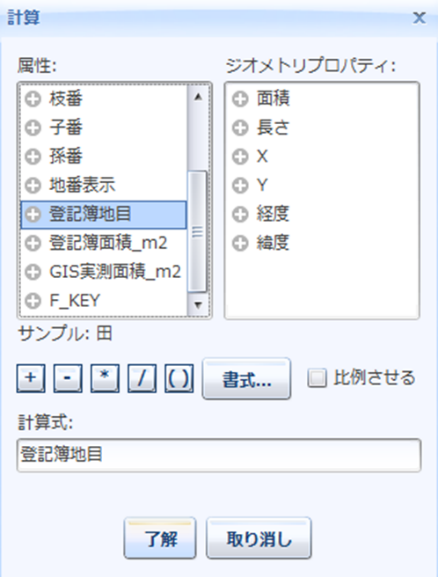 計算
属性:
ジオメトリプロパティ:
枝番
子番
孫番
地番表示
登記簿地目
登記簿面積_m2
GIS実測面積_m2
F_KEY
面積
長さ
X
Y
経度
緯度
サンプル: 田
+ - * / ( ) 書式... 比例させる
計算式:
登記簿地目
了解 取り消し